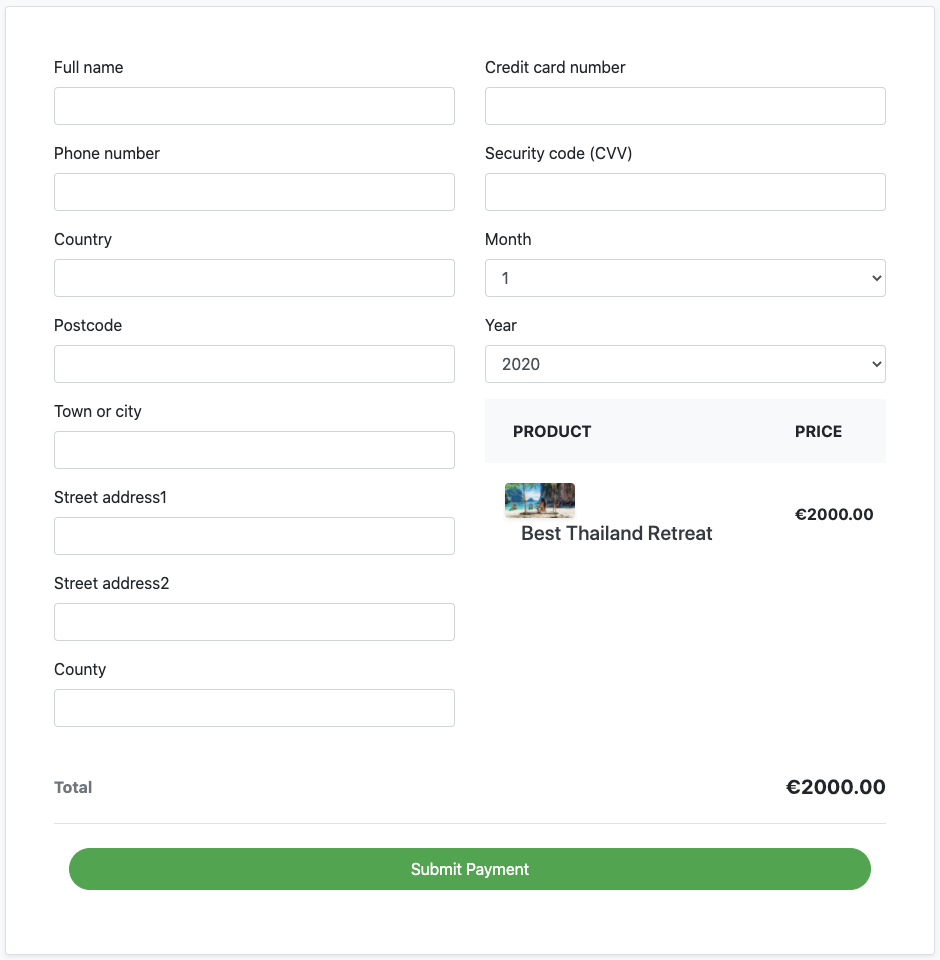 Full name
Phone number
Country
Postcode
Town or city
Street address1
Street address2
County
Credit card number
Security code (CVV)
Month
1
Year
2020
PRODUCT PRICE
Best Thailand Retreat €2000.00
Total €2000.00
Submit Payment